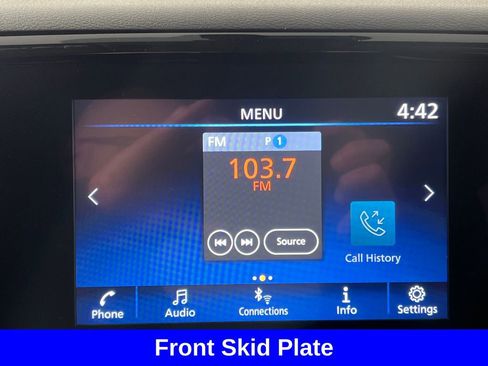 MENU
4:42
FM P 1
103.7
FM
Source
Call History
Phone
Audio
Connections
Info
Settings
Front Skid Plate